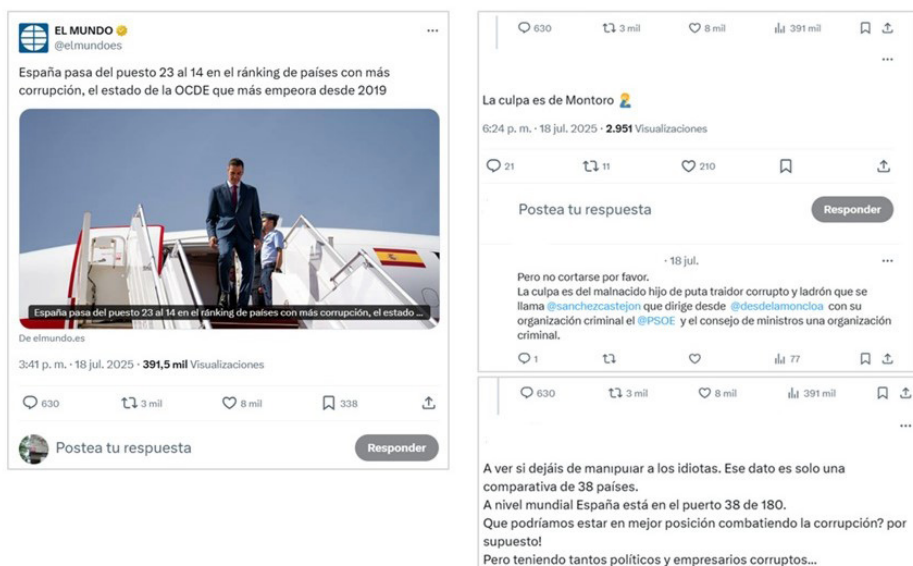 EL MUNDO
@elmundoes
España pasa del puesto 23 al 14 en el ránking de países con más
corrupción, el estado de la OCDE que más empeora desde 2019
España pasa del puesto 23 al 14 en el ránking de países con más corrupción, el estado ...
De elmundo.es
3:41 p. m. · 18 jul. 2025 · 391,5 mil Visualizaciones
630 3 mil 8 mil 338
Postea tu respuesta Responder
630 3 mil 8 mil 391 mil
La culpa es de Montoro
6:24 p. m. · 18 jul. 2025 · 2.951 Visualizaciones
21 11 210
Postea tu respuesta Responder
· 18 jul.
Pero no cortarse por favor.
La culpa es del malnacido hijo de puta traidor corrupto y ladrón que se
llama @sanchezcastejon que dirige desde @desdelamoncloa con su
organización criminal el @PSOE y el consejo de ministros una organización
criminal.
1 77
630 3 mil 8 mil 391 mil
A ver si dejáis de manipular a los idiotas. Ese dato es solo una
comparativa de 38 países.
A nivel mundial España está en el puerto 38 de 180.
Que podríamos estar en mejor posición combatiendo la corrupción? por
supuesto!
Pero teniendo tantos políticos y empresarios corruptos...